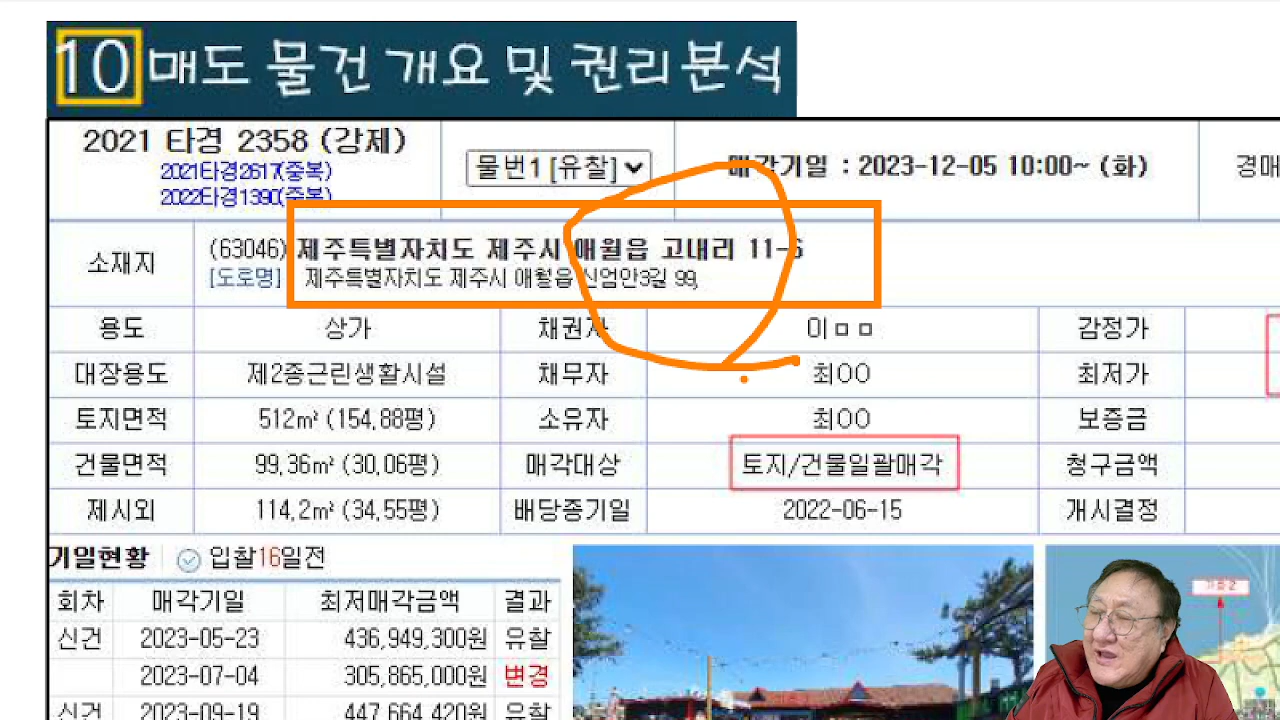 10 매도 물건 개요 및 권리 분석
2021 타경 2358 (강제)
2021타경2617(중복)
2022타경1390(중복)
물번1 [유찰]
매각기일 : 2023-12-05 10:00~ (화)
경매
소재지
(63046) 제주특별자치도 제주시 애월읍 고내리 11-6
[도로명] 제주특별자치도 제주시 애월읍 신엄안3길 99,
용도 상가 채권자 이ㅁㅁ 감정가
대장용도 제2종근린생활시설 채무자 최OO 최저가
토지면적 512㎡ (154,88평) 소유자 최OO 보증금
건물면적 99,36㎡ (30,06평) 매각대상 토지/건물일괄매각 청구금액
제시외 114,2㎡ (34,55평) 배당종기일 2022-06-15 개시결정
기일현황 입찰16일전
회차 매각기일 최저매각금액 결과
신건 2023-05-23 436,949,300원 유찰
2023-07-04 305,865,000원 변경
신건 2023-09-19 447,664,420원 유찰